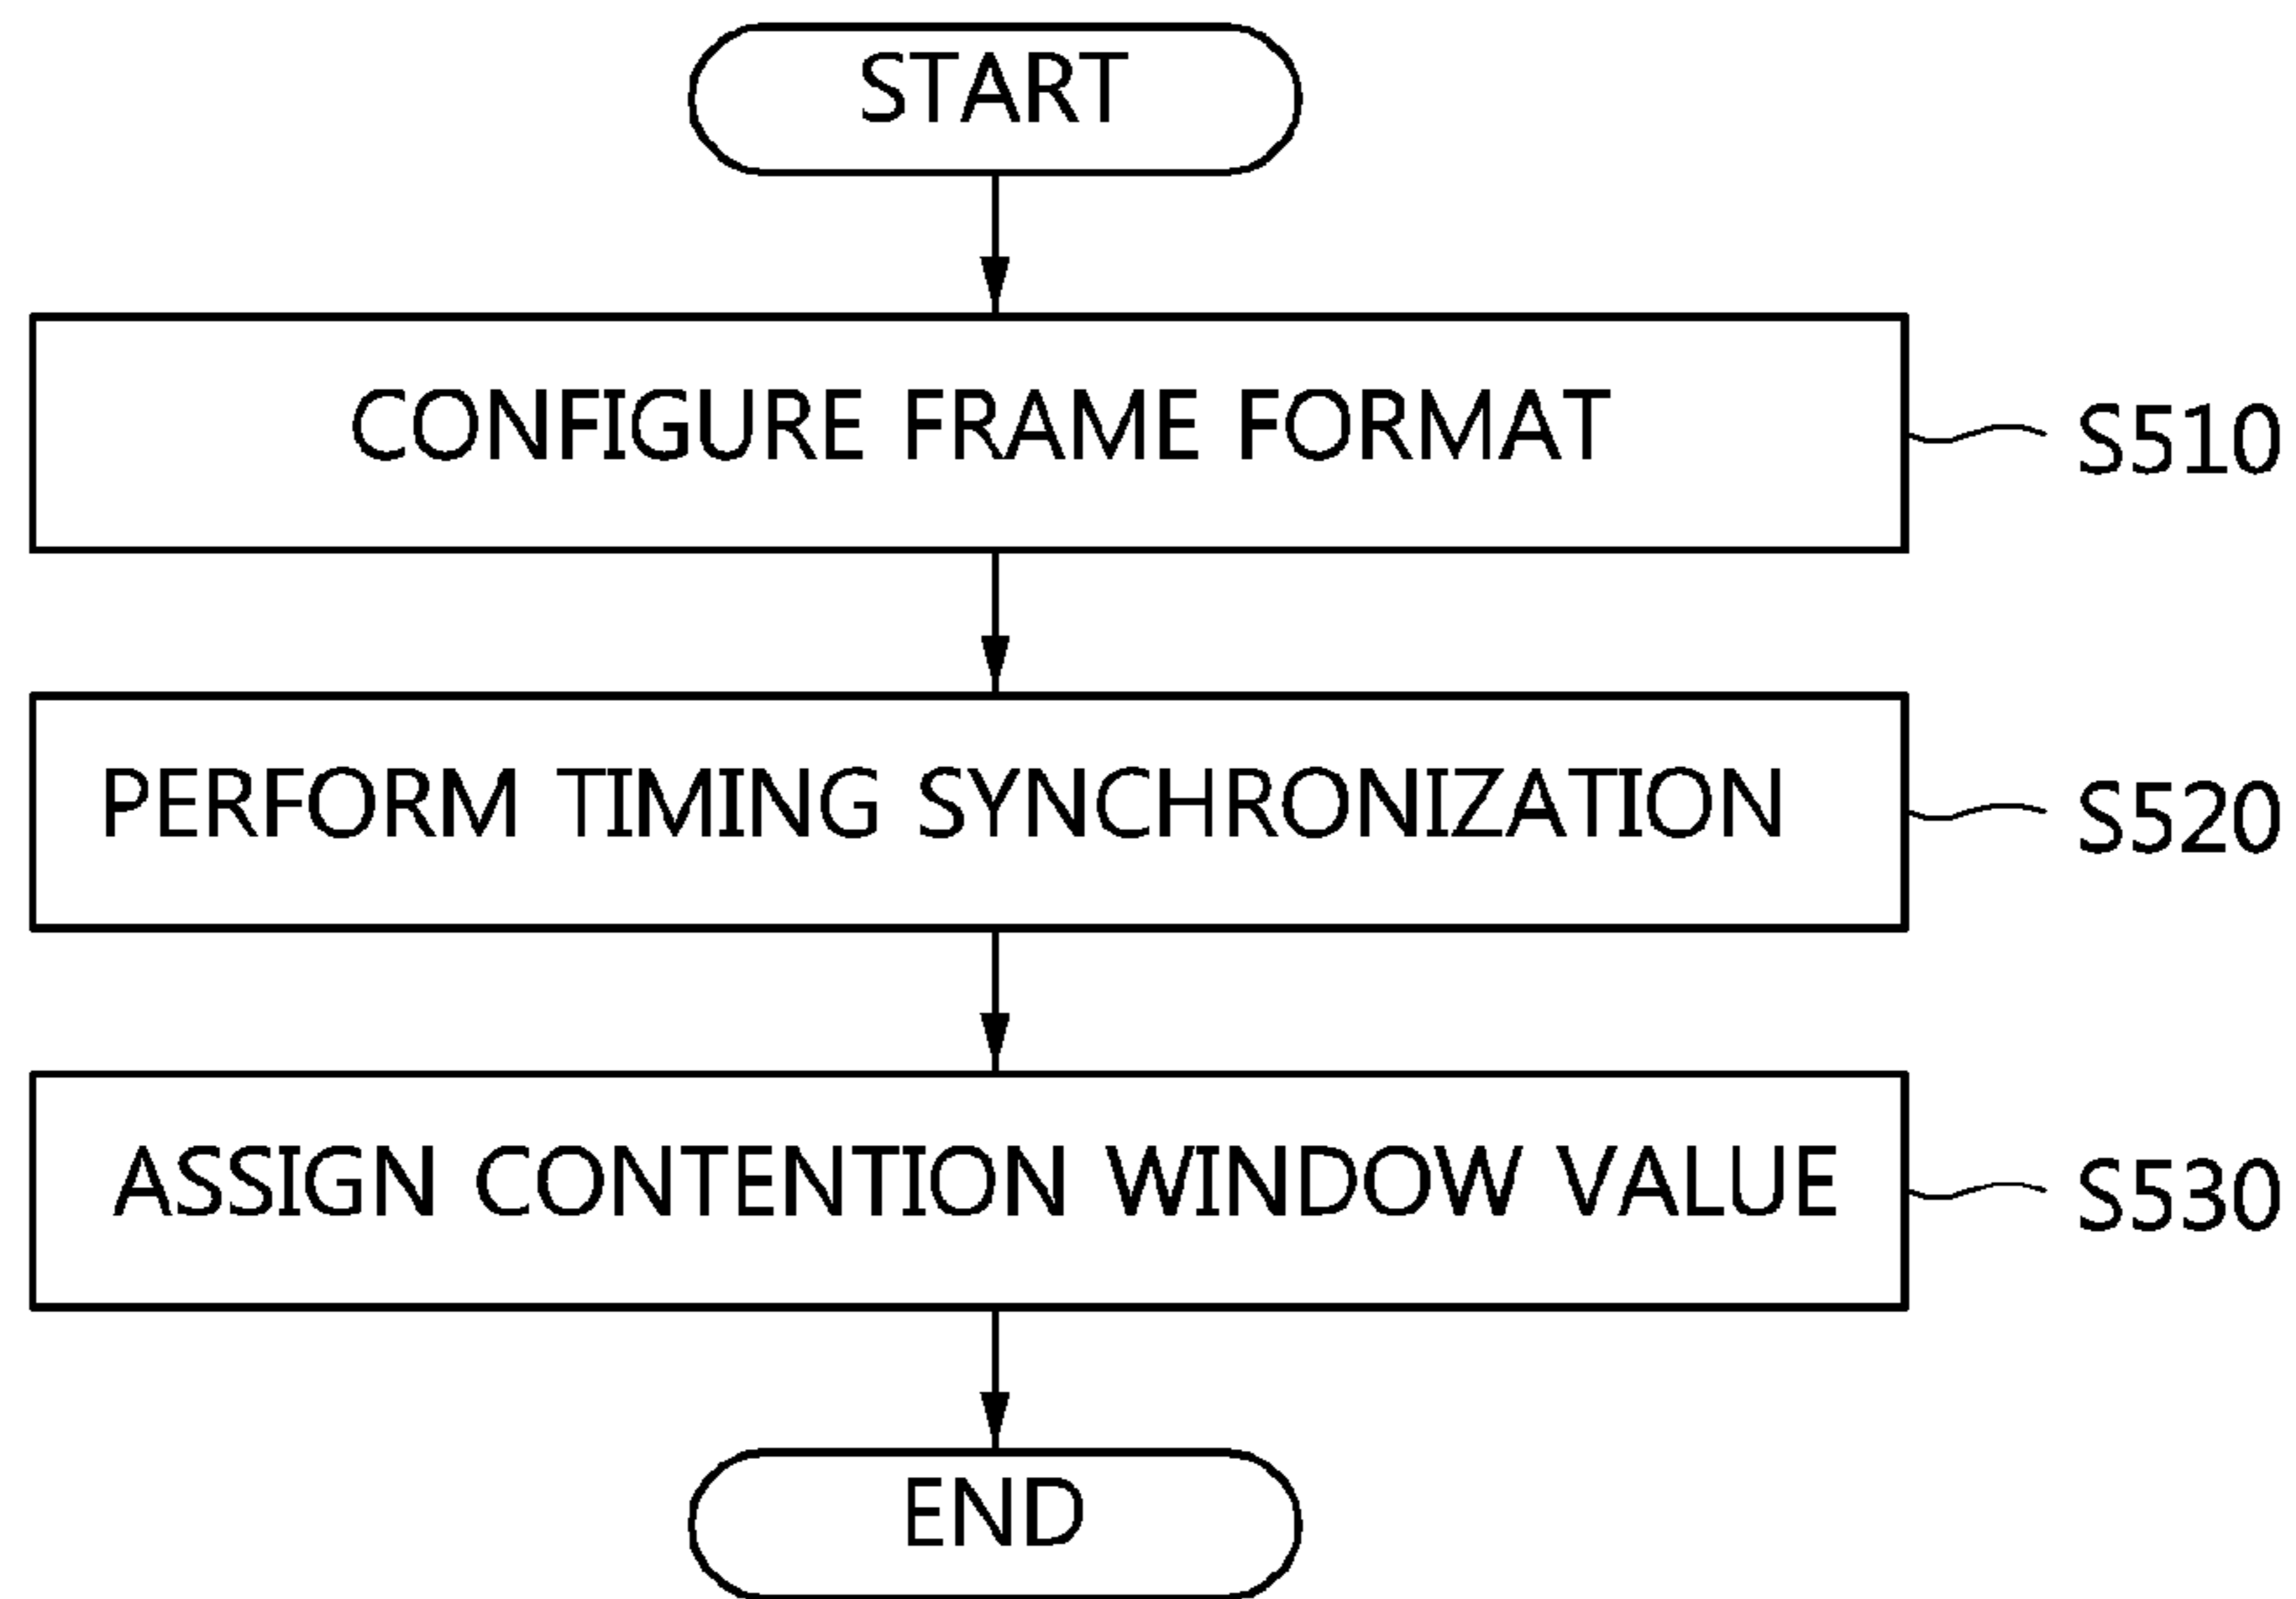 START
CONFIGURE FRAME FORMAT
S510
PERFORM TIMING SYNCHRONIZATION
S520
ASSIGN CONTENTION WINDOW VALUE
S530
END